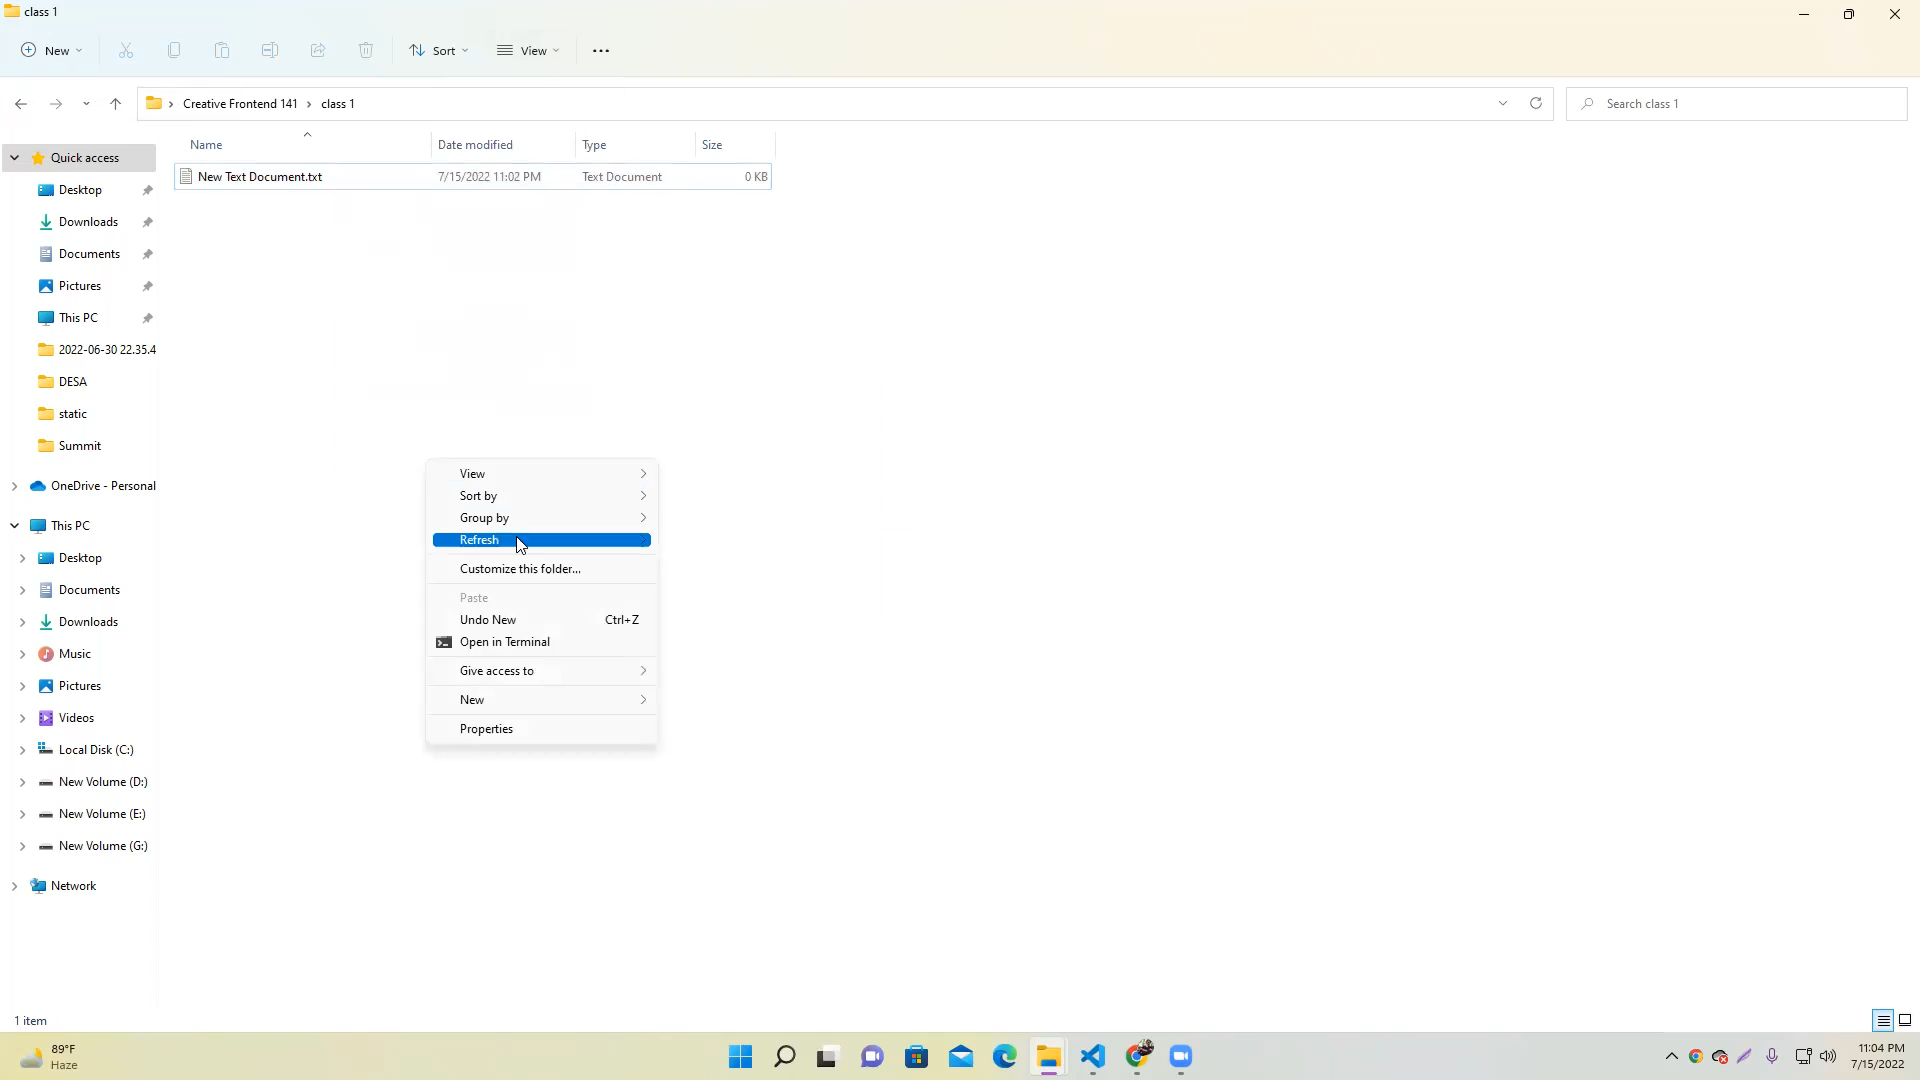 class 1
New
Sort
View
Creative Frontend 141
class 1
Search class 1
Name
Date modified
Type
Size
New Text Document.txt
7/15/2022 11:02 PM
Text Document
0 KB
Quick access
Desktop
Downloads
Documents
Pictures
This PC
2022-06-30 22.35.4
DESA
static
Summit
OneDrive - Personal
This PC
Desktop
Documents
Downloads
Music
Pictures
Videos
Local Disk (C:)
New Volume (D:)
New Volume (E:)
New Volume (G:)
Network
View
Sort by
Group by
Refresh
Customize this folder...
Paste
Undo New Ctrl+Z
Open in Terminal
Give access to
New
Properties
1 item
89°F
Haze
11:04 PM
7/15/2022